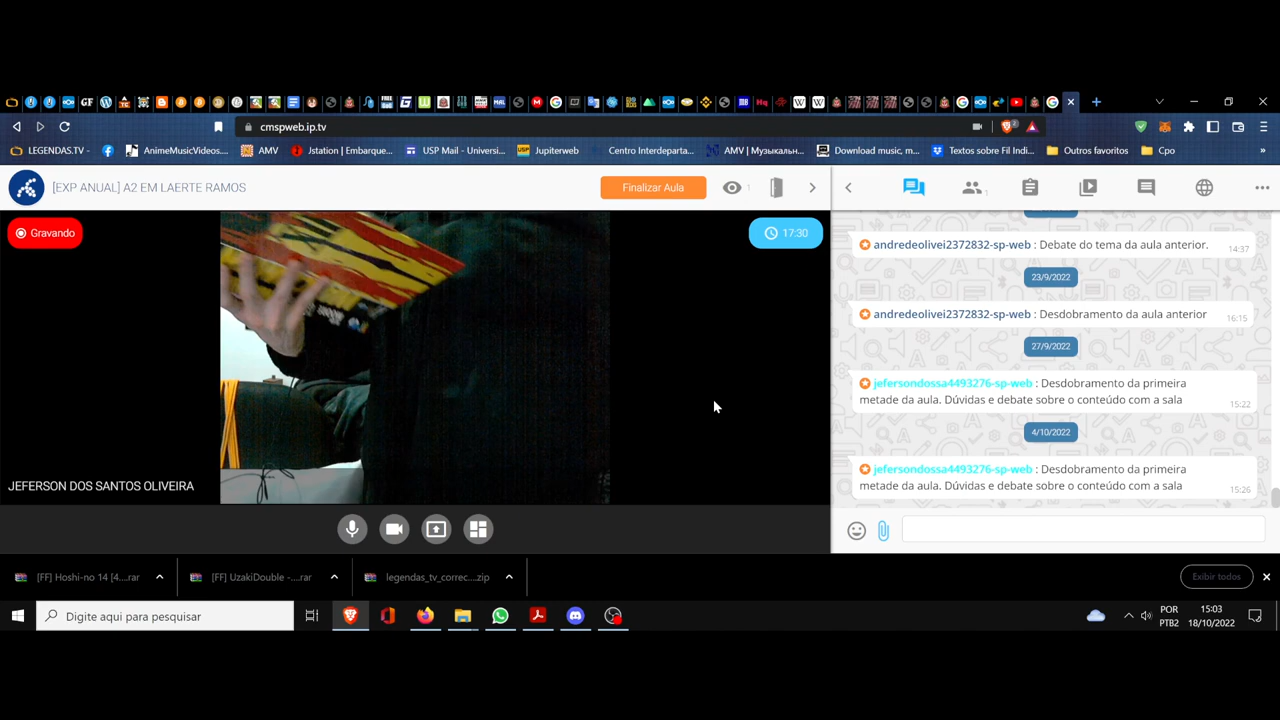 cmspweb.ip.tv
2
LEGENDAS.TV -
AnimeMusicVideos...
AMV
Jstation | Embarque...
USP Mail - Universi...
Jupiterweb
Centro Interdeparta...
AMV | Музыкальн...
Download music, m...
Textos sobre Fil Indi...
Outros favoritos
Cpo
»
[EXP ANUAL] A2 EM LAERTE RAMOS
Finalizar Aula
1
1
Gravando
17:30
JEFERSON DOS SANTOS OLIVEIRA
andredeolivei2372832-sp-web : Debate do tema da aula anterior.
14:37
23/9/2022
andredeolivei2372832-sp-web : Desdobramento da aula anterior
16:15
27/9/2022
jefersondossa4493276-sp-web : Desdobramento da primeira
metade da aula. Dúvidas e debate sobre o conteúdo com a sala
15:22
4/10/2022
jefersondossa4493276-sp-web : Desdobramento da primeira
metade da aula. Dúvidas e debate sobre o conteúdo com a sala
15:26
[FF] Hoshi-no 14 [4....rar
[FF] UzakiDouble -....rar
legendas_tv_correc....zip
Exibir todos
Digite aqui para pesquisar
POR
PTB2
15:03
18/10/2022